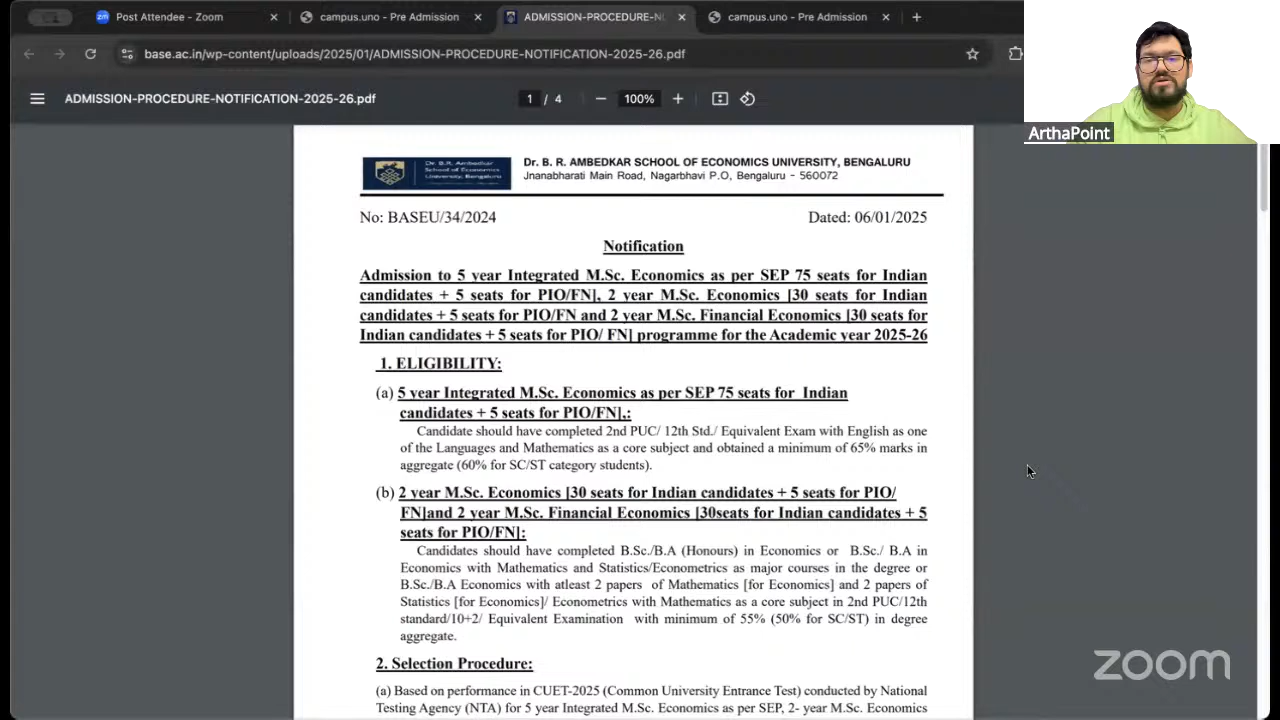 Post Attendee - Zoom
campus.uno - Pre Admission
ADMISSION-PROCEDURE-NO
campus.uno - Pre Admission
base.ac.in/wp-content/uploads/2025/01/ADMISSION-PROCEDURE-NOTIFICATION-2025-26.pdf
ADMISSION-PROCEDURE-NOTIFICATION-2025-26.pdf
1 / 4
100%
ArthaPoint
Dr. B.R. Ambedkar
School of Economics
University, Bengaluru
Dr. B. R. AMBEDKAR SCHOOL OF ECONOMICS UNIVERSITY, BENGALURU
Jnanabharati Main Road, Nagarbhavi P.O, Bengaluru - 560072
No: BASEU/34/2024
Dated: 06/01/2025
Notification
Admission to 5 year Integrated M.Sc. Economics as per SEP 75 seats for Indian
candidates + 5 seats for PIO/FN], 2 year M.Sc. Economics [30 seats for Indian
candidates + 5 seats for PIO/FN and 2 year M.Sc. Financial Economics [30 seats for
Indian candidates + 5 seats for PIO/ FN] programme for the Academic year 2025-26
1. ELIGIBILITY:
(a) 5 year Integrated M.Sc. Economics as per SEP 75 seats for Indian
candidates + 5 seats for PIO/FN],:
Candidate should have completed 2nd PUC/ 12th Std./ Equivalent Exam with English as one
of the Languages and Mathematics as a core subject and obtained a minimum of 65% marks in
aggregate (60% for SC/ST category students).
(b) 2 year M.Sc. Economics [30 seats for Indian candidates + 5 seats for PIO/
FN]and 2 year M.Sc. Financial Economics [30seats for Indian candidates + 5
seats for PIO/FN]:
Candidates should have completed B.Sc./B.A (Honours) in Economics or B.Sc./ B.A in
Economics with Mathematics and Statistics/Econometrics as major courses in the degree or
B.Sc./B.A Economics with atleast 2 papers of Mathematics [for Economics] and 2 papers of
Statistics [for Economics]/ Econometrics with Mathematics as a core subject in 2nd PUC/12th
standard/10+2/ Equivalent Examination with minimum of 55% (50% for SC/ST) in degree
aggregate.
2. Selection Procedure:
(a) Based on performance in CUET-2025 (Common University Entrance Test) conducted by National
Testing Agency (NTA) for 5 year Integrated M.Sc. Economics as per SEP, 2- year M.Sc. Economics
zoom